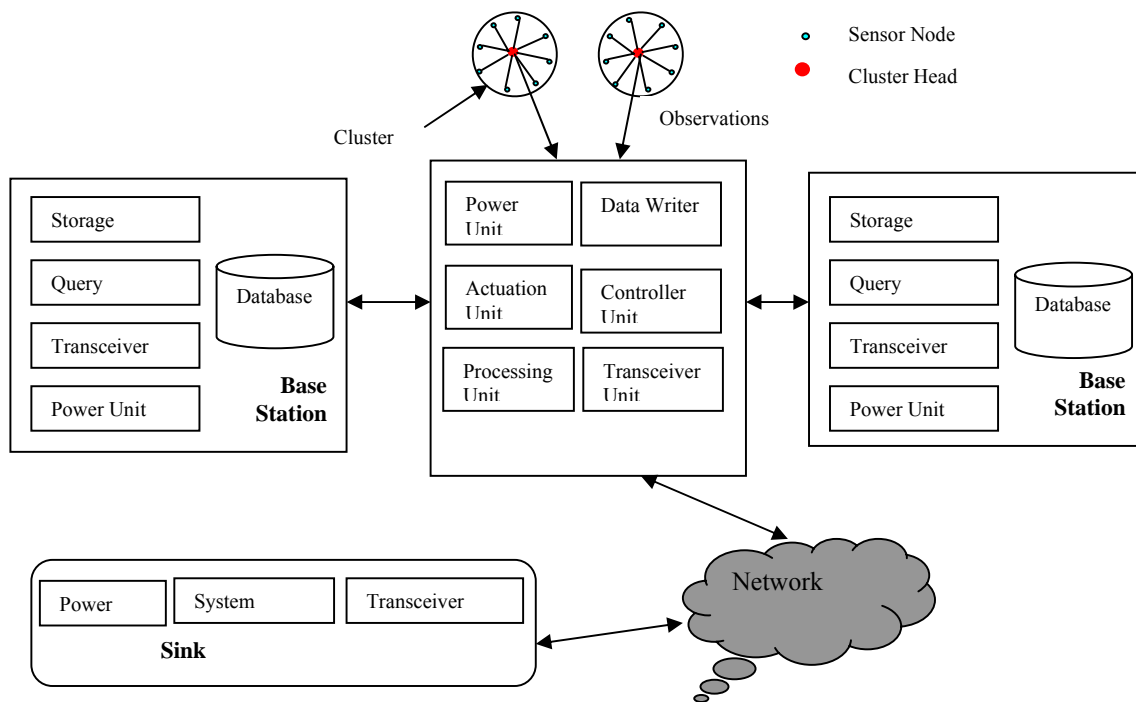 Sensor Node
Cluster Head
Cluster
Observations
Storage
Query
Transceiver
Power Unit
Database
Base
Station
Power
Unit
Data Writer
Actuation
Unit
Controller
Unit
Processing
Unit
Transceiver
Unit
Storage
Query
Transceiver
Power Unit
Database
Base
Station
Power
System
Transceiver
Sink
Network